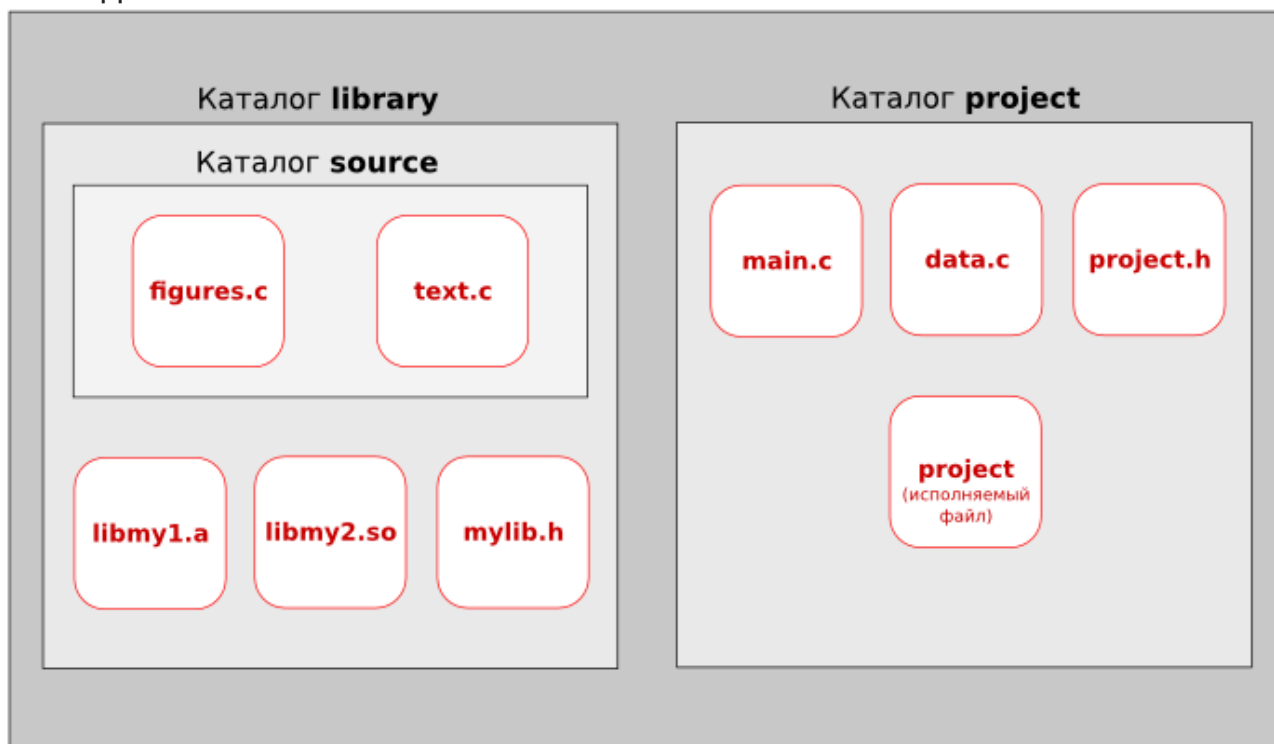 Каталог library
Каталог project
Каталог source
figures.c
text.c
main.c
data.c
project.h
libmy1.a
libmy2.so
mylib.h
project
(исполняемый
файл)